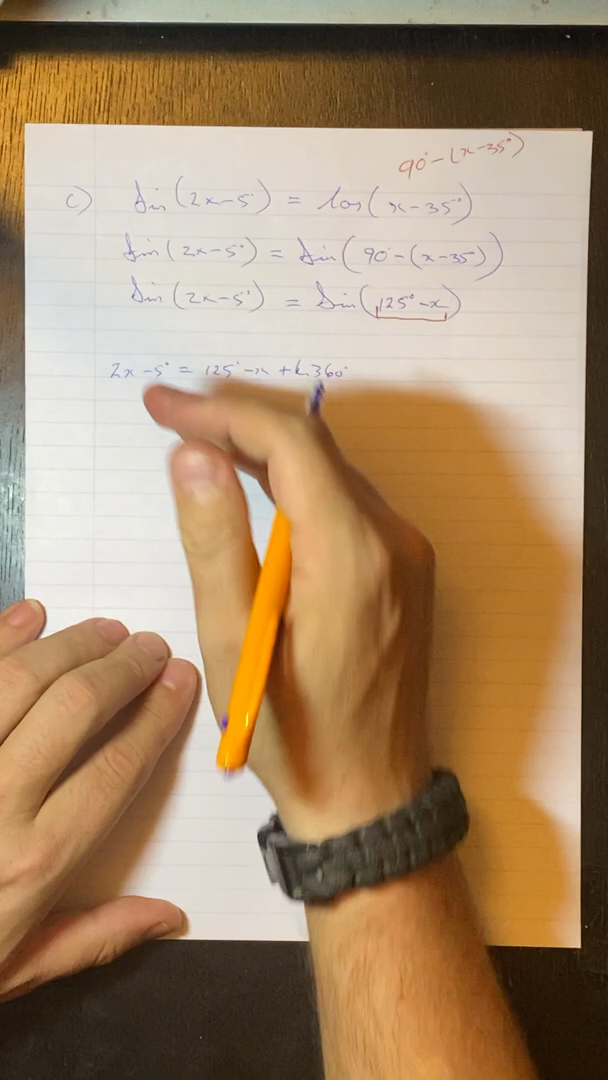 90°-(x-35°)
c) Sin(2x-5°) = Cos(x-35°)
Sin(2x-5°) = Sin(90°-(x-35°))
Sin(2x-5°) = Sin(125°-x)
2x-5° = 125°-x+k.360°